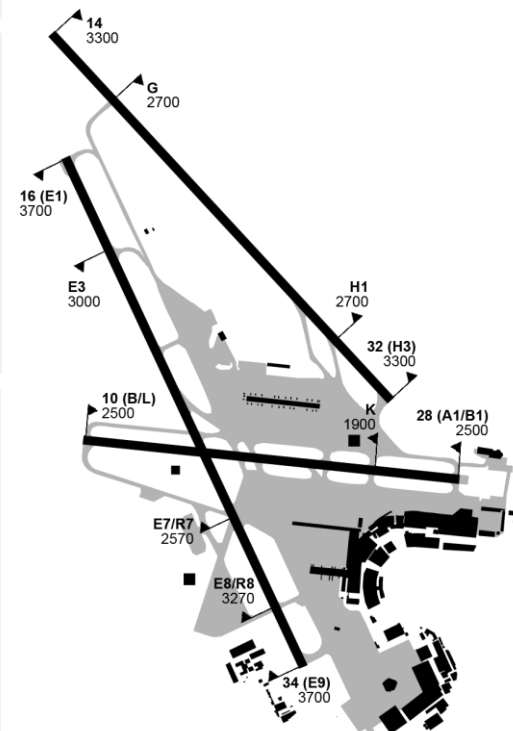 14
3300
G
2700
16 (E1)
3700
E3
3000
H1
2700
32 (H3)
3300
10 (B/L)
2500
K
1900
28 (A1/B1)
2500
E7/R7
2570
E8/R8
3270
34 (E9)
3700